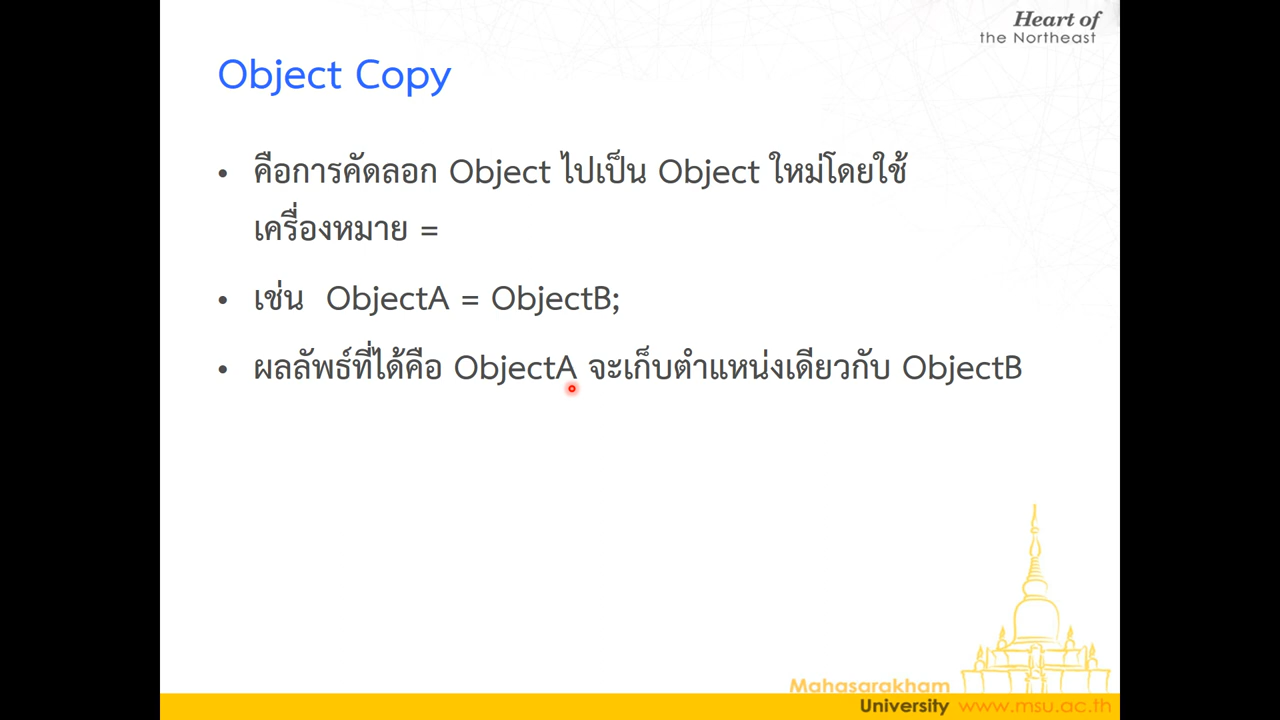 Heart of
the Northeast
Object Copy
• คือการคัดลอก Object ไปเป็น Object ใหม่โดยใช้
เครื่องหมาย =
• เช่น ObjectA = ObjectB;
• ผลลัพธ์ที่ได้คือ ObjectA จะเก็บตำแหน่งเดียวกับ ObjectB
Mahasarakham
University www.msu.ac.th